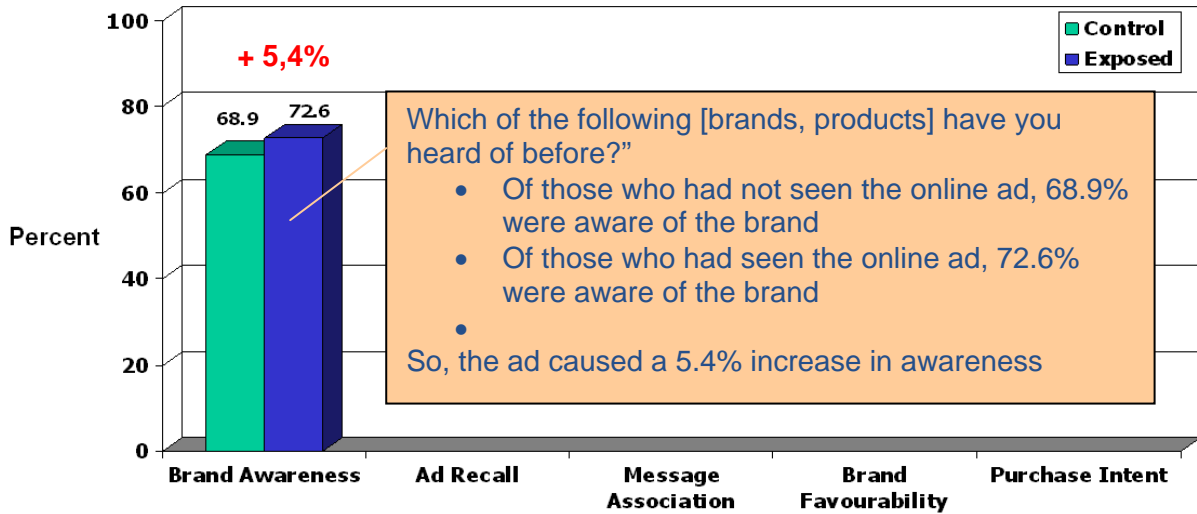 100
80
60
40
20
0
Percent
+ 5,4%
68.9
72.6
Control
Exposed
Which of the following [brands, products] have you
heard of before?”
• Of those who had not seen the online ad, 68.9%
were aware of the brand
• Of those who had seen the online ad, 72.6%
were aware of the brand
•
So, the ad caused a 5.4% increase in awareness
Brand Awareness
Ad Recall
Message
Association
Brand
Favourability
Purchase Intent